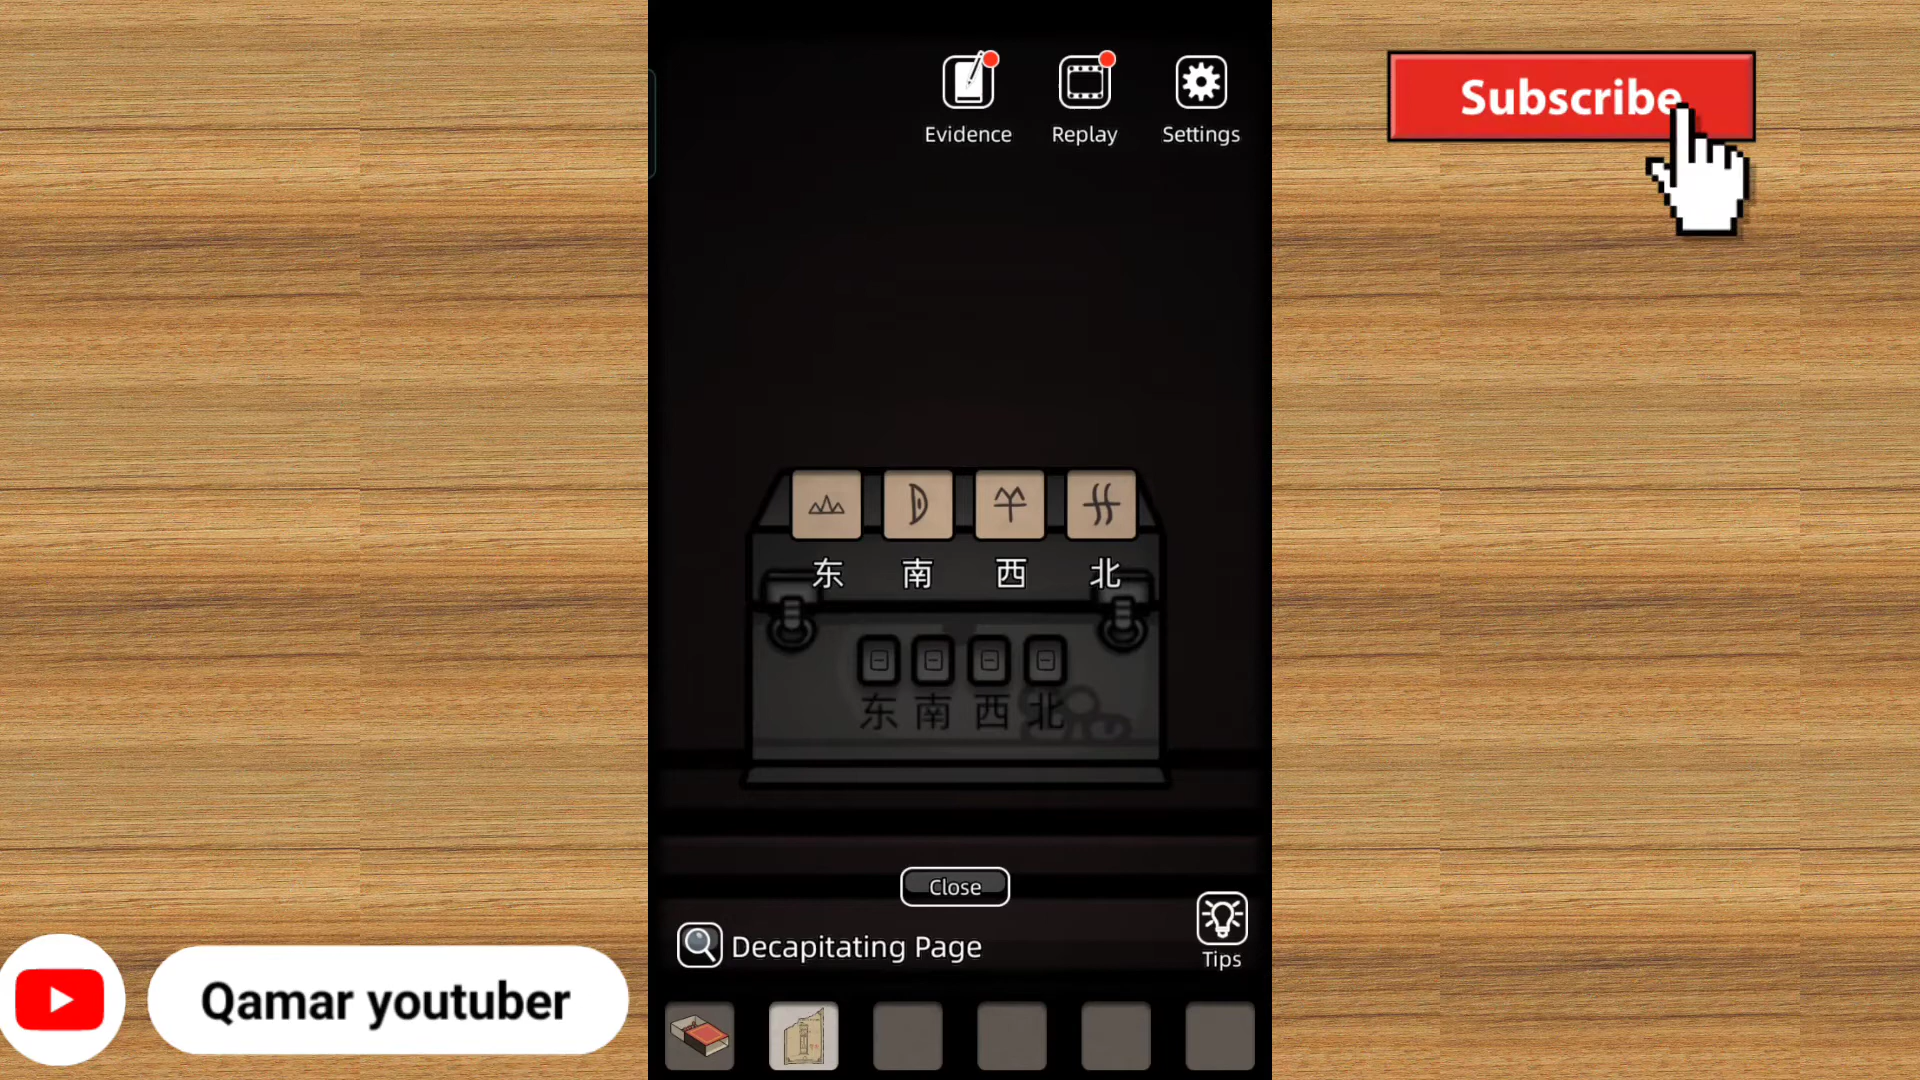 Evidence Replay Settings
Subscribe
东 南 西 北
东 南 西 北
Close
Decapitating Page
Tips
Qamar youtuber